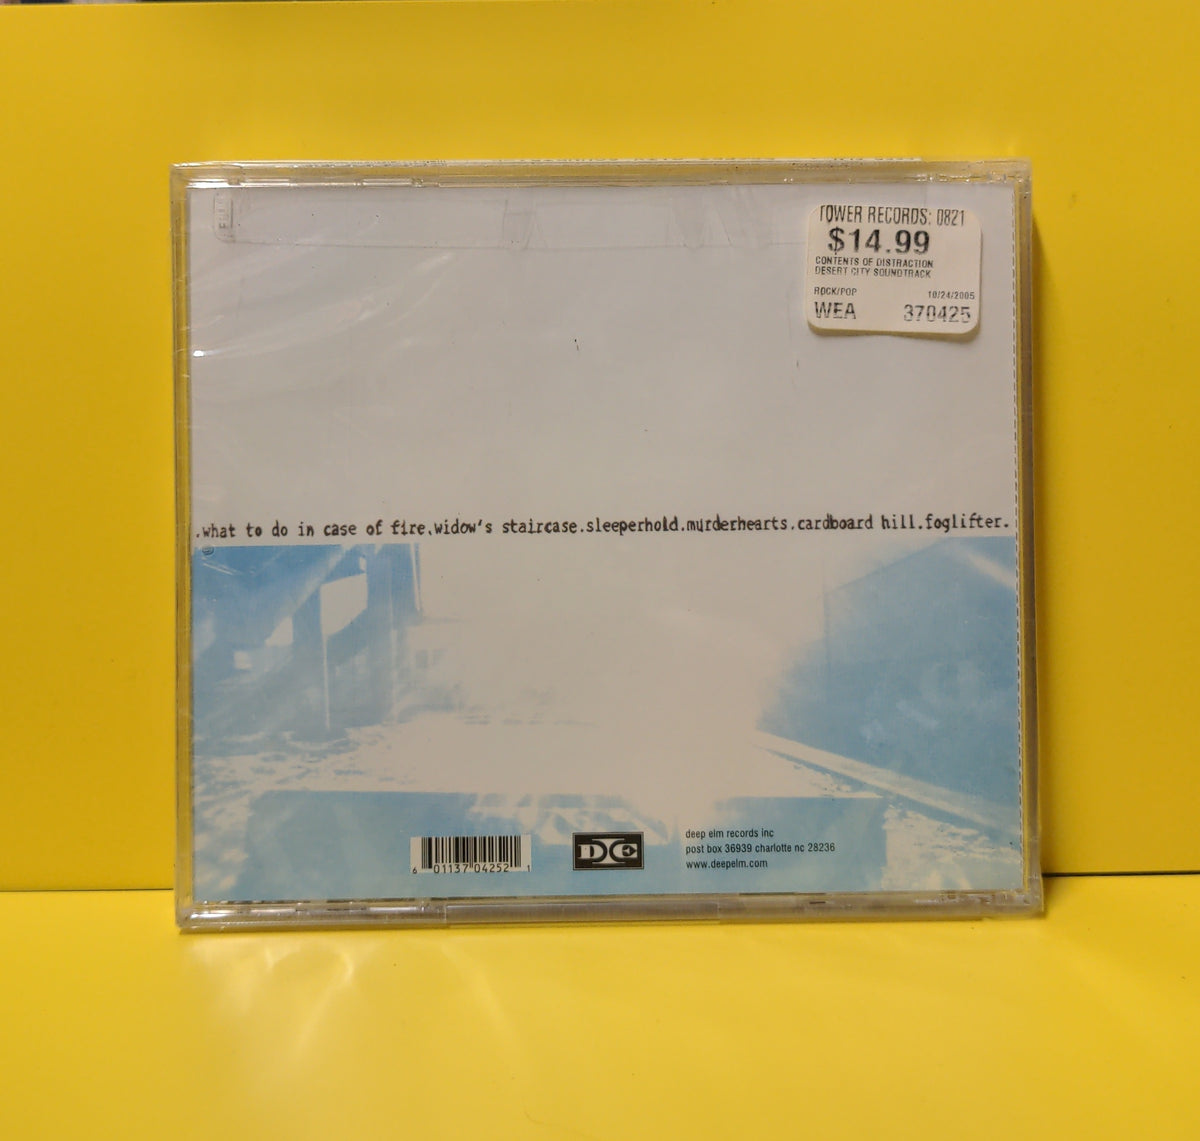 TOWER RECORDS: 0821
$14.99
CONTENTS OF DISTRACTION
DESERT CITY SOUNDTRACK
ROCK/POP 10/24/2005
WEA 370425
.what to do in case of fire.widow's staircase.sleeperhold.murderhearts.cardboard hill.foglifter.
6 01137 04252 1
DE
deep elm records inc
post box 36939 charlotte nc 28236
www.deepelm.com